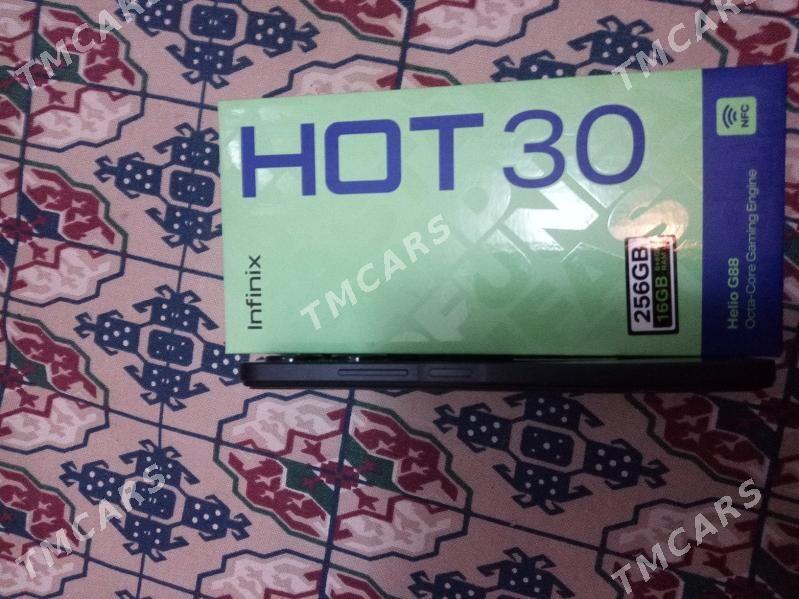 HOT 30
Infinix
256GB
16GB
Helio G88
Octa-Core Gaming Engine
NFC
TMCARS
TMCARS
TMCARS
TMCARS
TMCARS
TMCARS